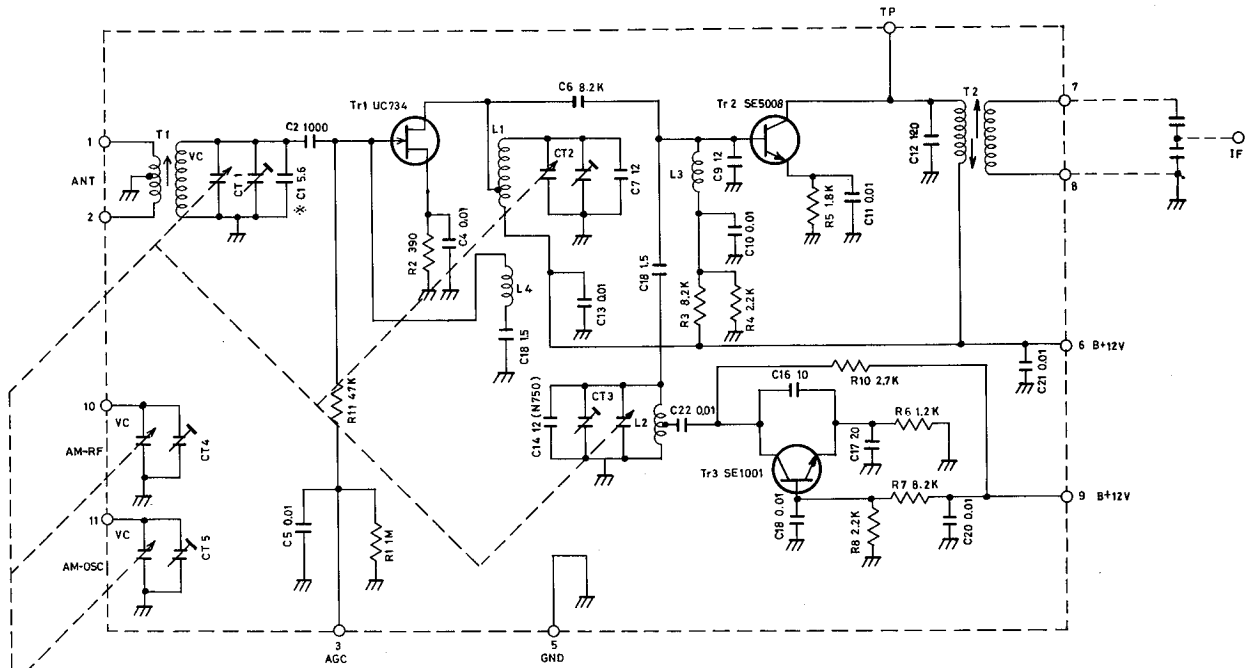 TP
C6 8.2K
Tr1 UC734
Tr2 SE5008
T2
7
1
T1
VC
C2 1000
L1
CT2
C7 12
C9 12
C12 120
IF
ANT
CT1
C1 5.6
※
L3
R5 1.8K
C11 0.01
8
2
R2 390
C4 0.01
C10 0.01
L4
C18 1.5
C13 0.01
R3 8.2K
R4 2.2K
C18 1.5
6 B+12V
C21 0.01
R11 47K
C16 10
R10 2.7K
10
VC
CT4
AM-RF
C14 12 (N750)
CT3
L2
C22 0.01
C17 20
R6 1.2K
Tr3 SE1001
R7 8.2K
9 B+12V
11
VC
CT5
AM-OSC
C5 0.01
R1 1M
C18 0.01
R8 2.2K
C20 0.01
3
AGC
5
GND